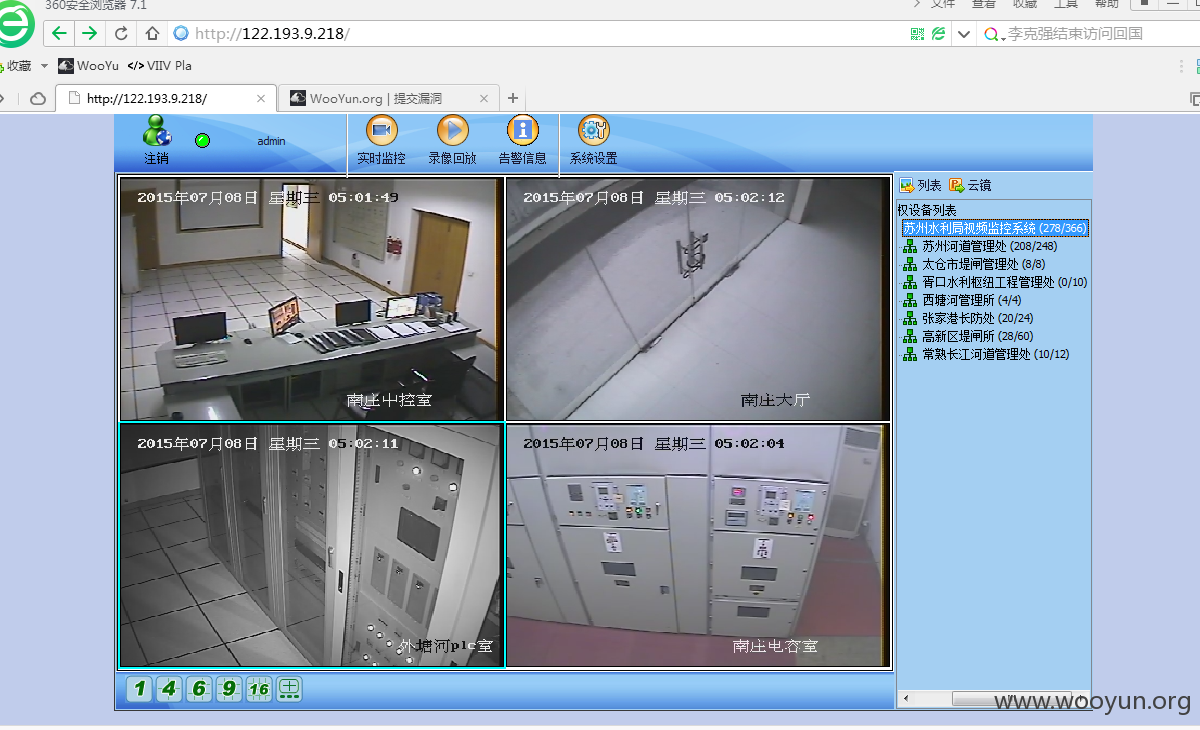 360安全浏览器 7.1
文件 查看 收藏 工具 帮助
http://122.193.9.218/
李克强结束访问回国
收藏 WooYu </> VIIV Pla
http://122.193.9.218/
WooYun.org | 提交漏洞
注销
admin
实时监控
录像回放
告警信息
系统设置
列表
云镜
2015年07月08日 星期三 05:01:49
南庄中控室
2015年07月08日 星期三 05:02:12
南庄大厅
2015年07月08日 星期三 05:02:11
外塘河plc室
2015年07月08日 星期三 05:02:04
南庄电容室
权设备列表
苏州水利局视频监控系统 (278/366)
苏州河道管理处 (208/248)
太仓市堤闸管理处 (8/8)
胥口水利枢纽工程管理处 (0/10)
西塘河管理所 (4/4)
张家港长防处 (20/24)
高新区堤闸所 (28/60)
常熟长江河道管理处 (10/12)
1 4 6 9 16
www.wooyun.org